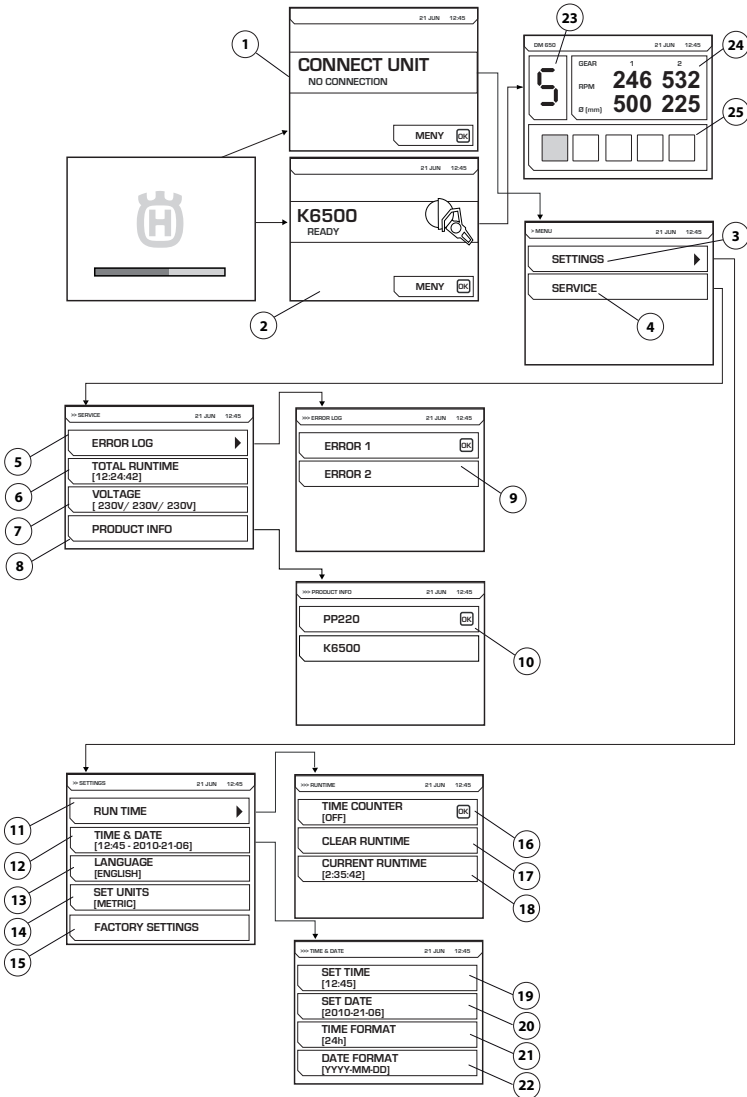 21 JUN 12:45
CONNECT UNIT
NO CONNECTION
MENY OK
1
H
21 JUN 12:45
K6500
READY
MENY OK
2
DM 650 21 JUN 12:45
5
GEAR 1 2
RPM 246 532
Ø [mm] 500 225
23
24
25
> MENU 21 JUN 12:45
SETTINGS
SERVICE
3
4
>> SERVICE 21 JUN 12:45
ERROR LOG
TOTAL RUNTIME
[12:24:42]
VOLTAGE
[ 230V/ 230V/ 230V]
PRODUCT INFO
5
6
7
8
>>> ERROR LOG 21 JUN 12:45
ERROR 1 OK
ERROR 2
9
>>> PRODUCT INFO 21 JUN 12:45
PP220 OK
K6500
10
>> SETTINGS 21 JUN 12:45
RUN TIME
TIME & DATE
[12:45 - 2010-21-06]
LANGUAGE
[ENGLISH]
SET UNITS
[METRIC]
FACTORY SETTINGS
11
12
13
14
15
>>> RUNTIME 21 JUN 12:45
TIME COUNTER
[OFF] OK
CLEAR RUNTIME
CURRENT RUNTIME
[2:35:42]
16
17
18
>>> TIME & DATE 21 JUN 12:45
SET TIME
[12:45]
SET DATE
[2010-21-06]
TIME FORMAT
[24h]
DATE FORMAT
[YYYY-MM-DD]
19
20
21
22